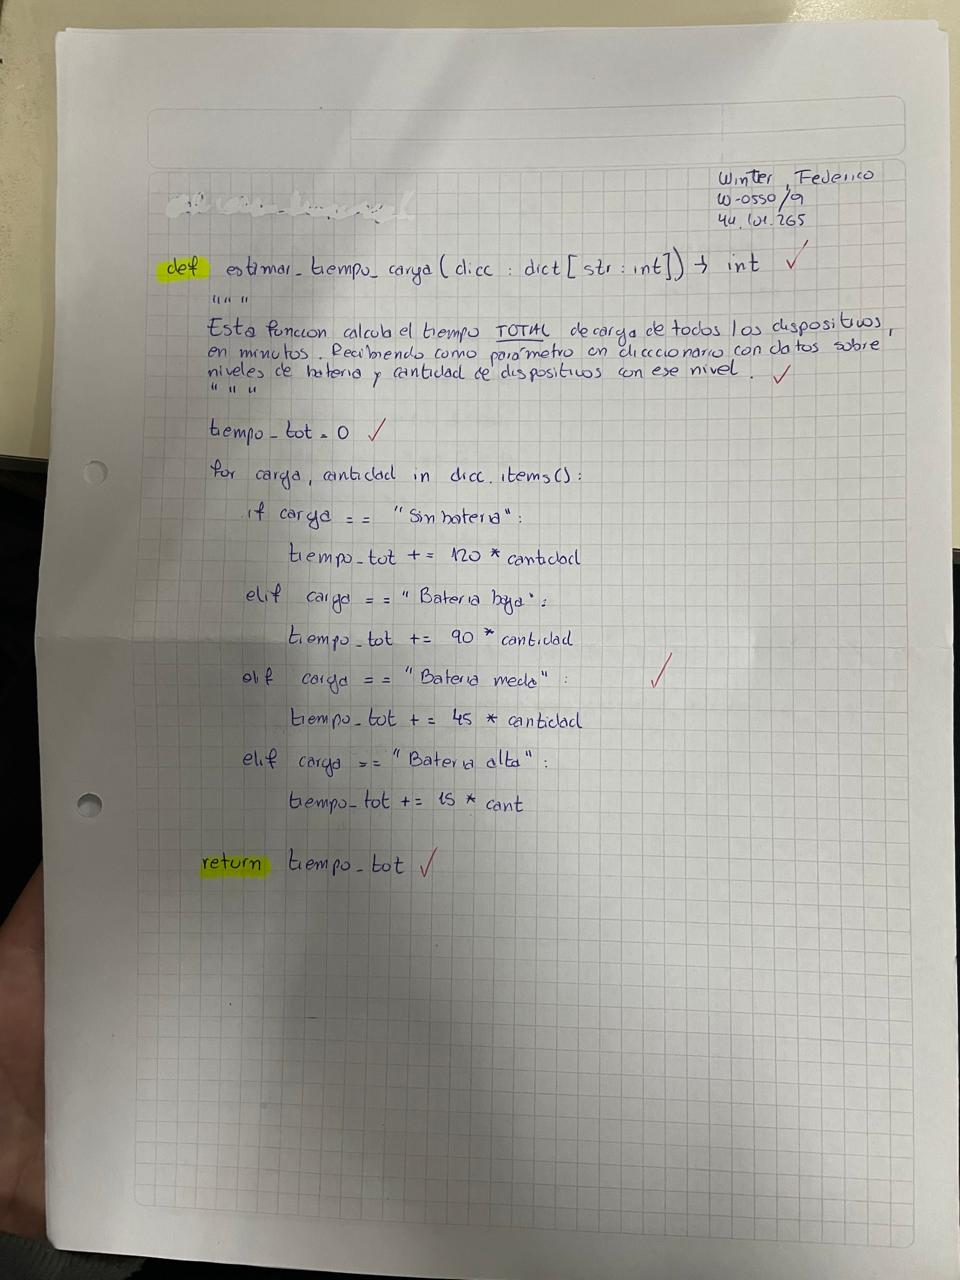 Winter, Federico
W-0550/9
44.101.265
def estimar_tiempo_carga (dicc : dict [str : int]) → int
"""
Esta funcion calcula el tiempo TOTAL de carga de todos los dispositivos,
en minutos. Recibiendo como parámetro un dicccionario con datos sobre
niveles de bateria y cantidad de dispositivos con ese nivel.
"""
tiempo_tot = 0
for carga, cantidad in dicc.items():
if carga == "Sin bateria":
tiempo_tot += 120 * cantidad
elif carga == "Bateria baja":
tiempo_tot += 90 * cantidad
elif carga == "Bateria media":
tiempo_tot += 45 * cantidad
elif carga == "Bateria alta":
tiempo_tot += 15 * cant
return tiempo_tot